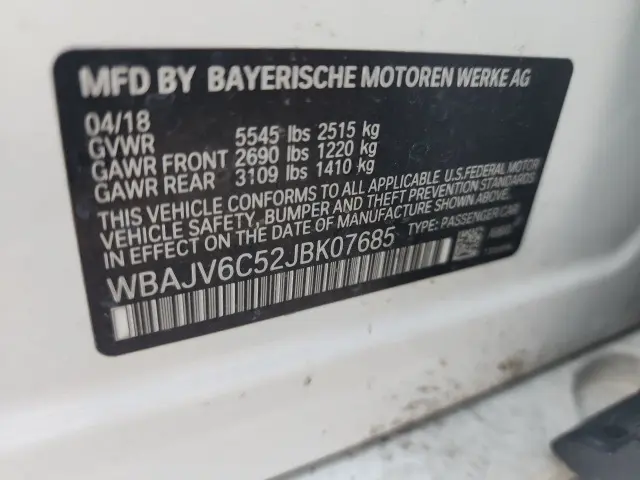 MFD BY BAYERISCHE MOTOREN WERKE AG
04/18
GVWR 5545 lbs 2515 kg
GAWR FRONT 2690 lbs 1220 kg
GAWR REAR 3109 lbs 1410 kg
THIS VEHICLE CONFORMS TO ALL APPLICABLE U.S.FEDERAL MOTOR
VEHICLE SAFETY, BUMPER AND THEFT PREVENTION STANDARDS
IN EFFECT ON THE DATE OF MANUFACTURE SHOWN ABOVE.
WBAJV6C52JBK07685 TYPE: PASSENGER CAR